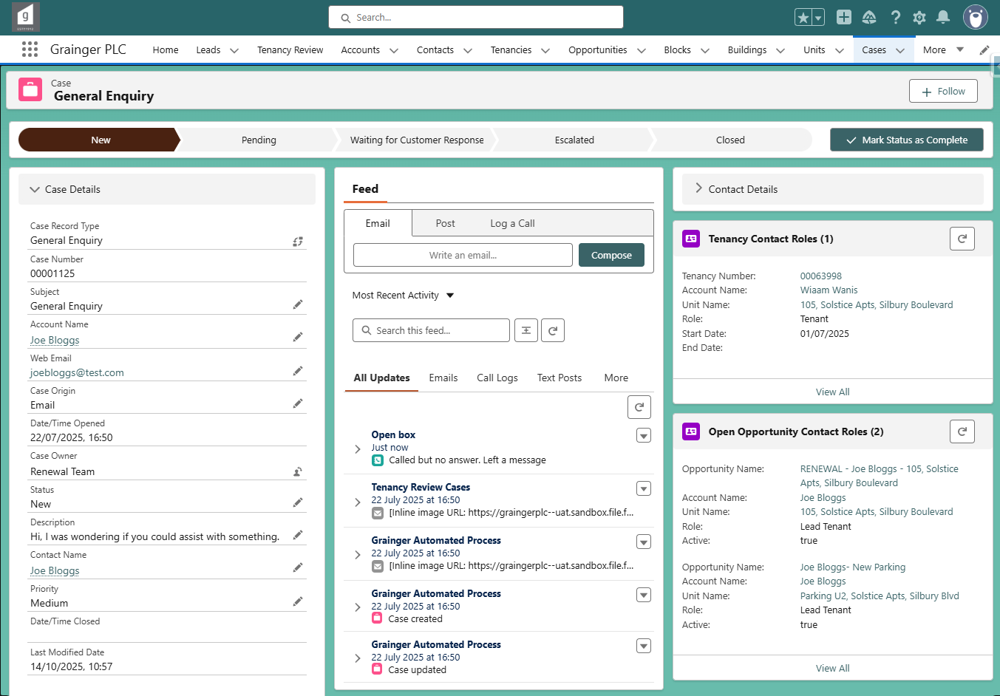 g
Search...
Grainger PLC
Home
Leads
Tenancy Review
Accounts
Contacts
Tenancies
Opportunities
Blocks
Buildings
Units
Cases
More
Case
General Enquiry
Follow
New
Pending
Waiting for Customer Response
Escalated
Closed
Mark Status as Complete
Case Details
Case Record Type
General Enquiry
Case Number
00001125
Subject
General Enquiry
Account Name
Joe Bloggs
Web Email
joebloggs@test.com
Case Origin
Email
Date/Time Opened
22/07/2025, 16:50
Case Owner
Renewal Team
Status
New
Description
Hi, I was wondering if you could assist with something.
Contact Name
Joe Bloggs
Priority
Medium
Date/Time Closed
Last Modified Date
14/10/2025, 10:57
Feed
Email
Post
Log a Call
Write an email...
Compose
Most Recent Activity
Search this feed...
All Updates
Emails
Call Logs
Text Posts
More
Open box
Just now
Called but no answer. Left a message
Tenancy Review Cases
22 July 2025 at 16:50
[Inline image URL: https://graingerplc--uat.sandbox.file.f...
Grainger Automated Process
22 July 2025 at 16:50
[Inline image URL: https://graingerplc--uat.sandbox.file.f...
Grainger Automated Process
22 July 2025 at 16:50
Case created
Grainger Automated Process
22 July 2025 at 16:50
Case updated
Contact Details
Tenancy Contact Roles (1)
Tenancy Number: 00063998
Account Name: Wiaam Wanis
Unit Name: 105, Solstice Apts, Silbury Boulevard
Role: Tenant
Start Date: 01/07/2025
End Date:
View All
Open Opportunity Contact Roles (2)
Opportunity Name: RENEWAL - Joe Bloggs - 105, Solstice
Apts, Silbury Boulevard
Account Name: Joe Bloggs
Unit Name: 105, Solstice Apts, Silbury Boulevard
Role: Lead Tenant
Active: true
Opportunity Name: Joe Bloggs- New Parking
Account Name: Joe Bloggs
Unit Name: Parking U2, Solstice Apts, Silbury Blvd
Role: Lead Tenant
Active: true
View All